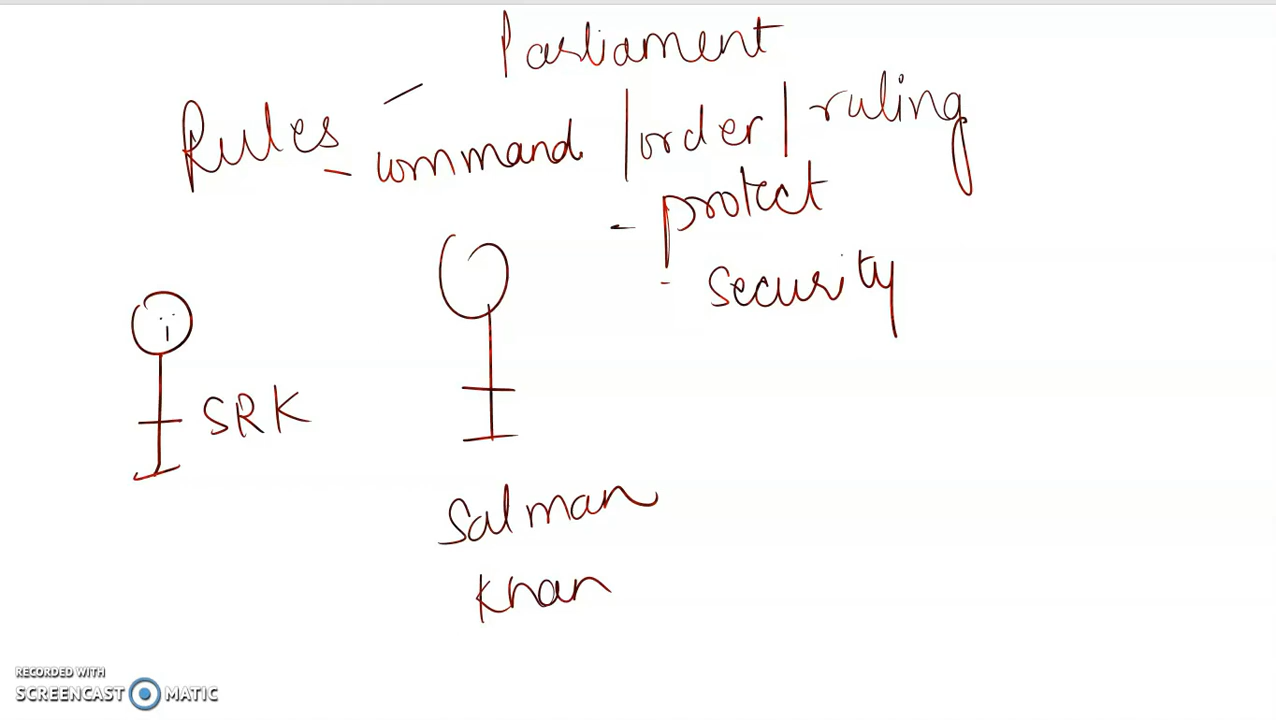 Parliament
Rules -
- command /order/ ruling
- protect
- security
SRK
Salman
Khan
RECORDED WITH
SCREENCAST MATIC